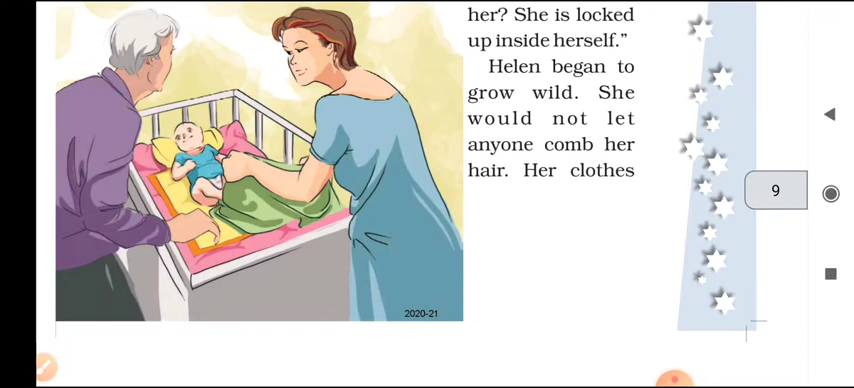 her? She is locked
up inside herself.”
Helen began to
grow wild. She
would not let
anyone comb her
hair. Her clothes
9
2020-21